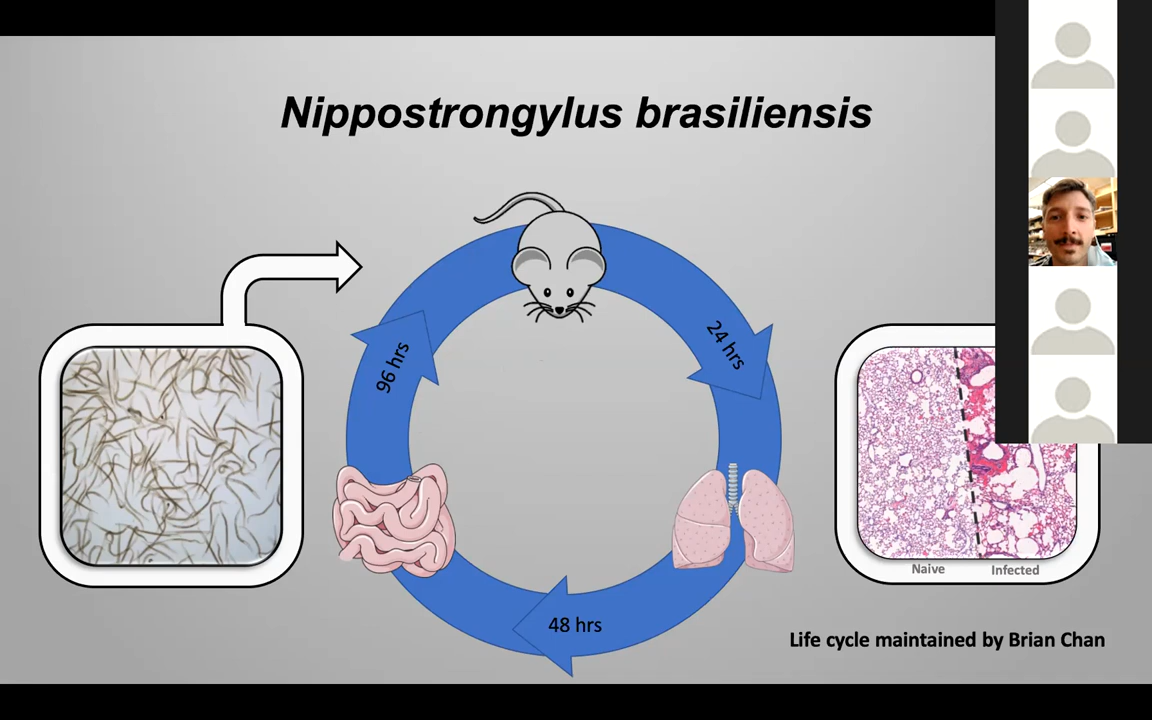 Nippostrongylus brasiliensis
24 hrs
96 hrs
48 hrs
Naive
Infected
Life cycle maintained by Brian Chan